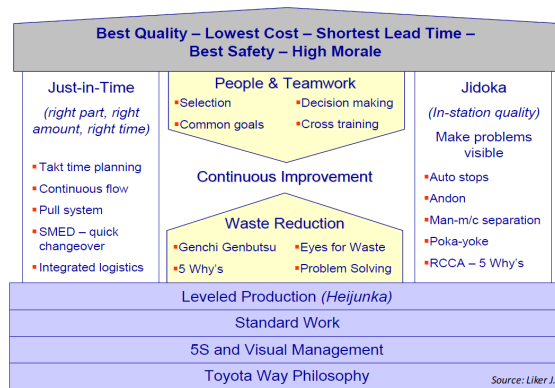 Best Quality – Lowest Cost – Shortest Lead Time –
Best Safety – High Morale
Just-in-Time
(right part, right
amount, right time)
▪Takt time planning
▪Continuous flow
▪Pull system
▪SMED – quick
changeover
▪Integrated logistics
People & Teamwork
▪Selection
▪Common goals
▪Decision making
▪Cross training
Continuous Improvement
Waste Reduction
▪Genchi Genbutsu
▪5 Why's
▪Eyes for Waste
▪Problem Solving
Jidoka
(In-station quality)
Make problems
visible
▪Auto stops
▪Andon
▪Man-m/c separation
▪Poka-yoke
▪RCCA – 5 Why's
Leveled Production (Heijunka)
Standard Work
5S and Visual Management
Toyota Way Philosophy
Source: Liker J.